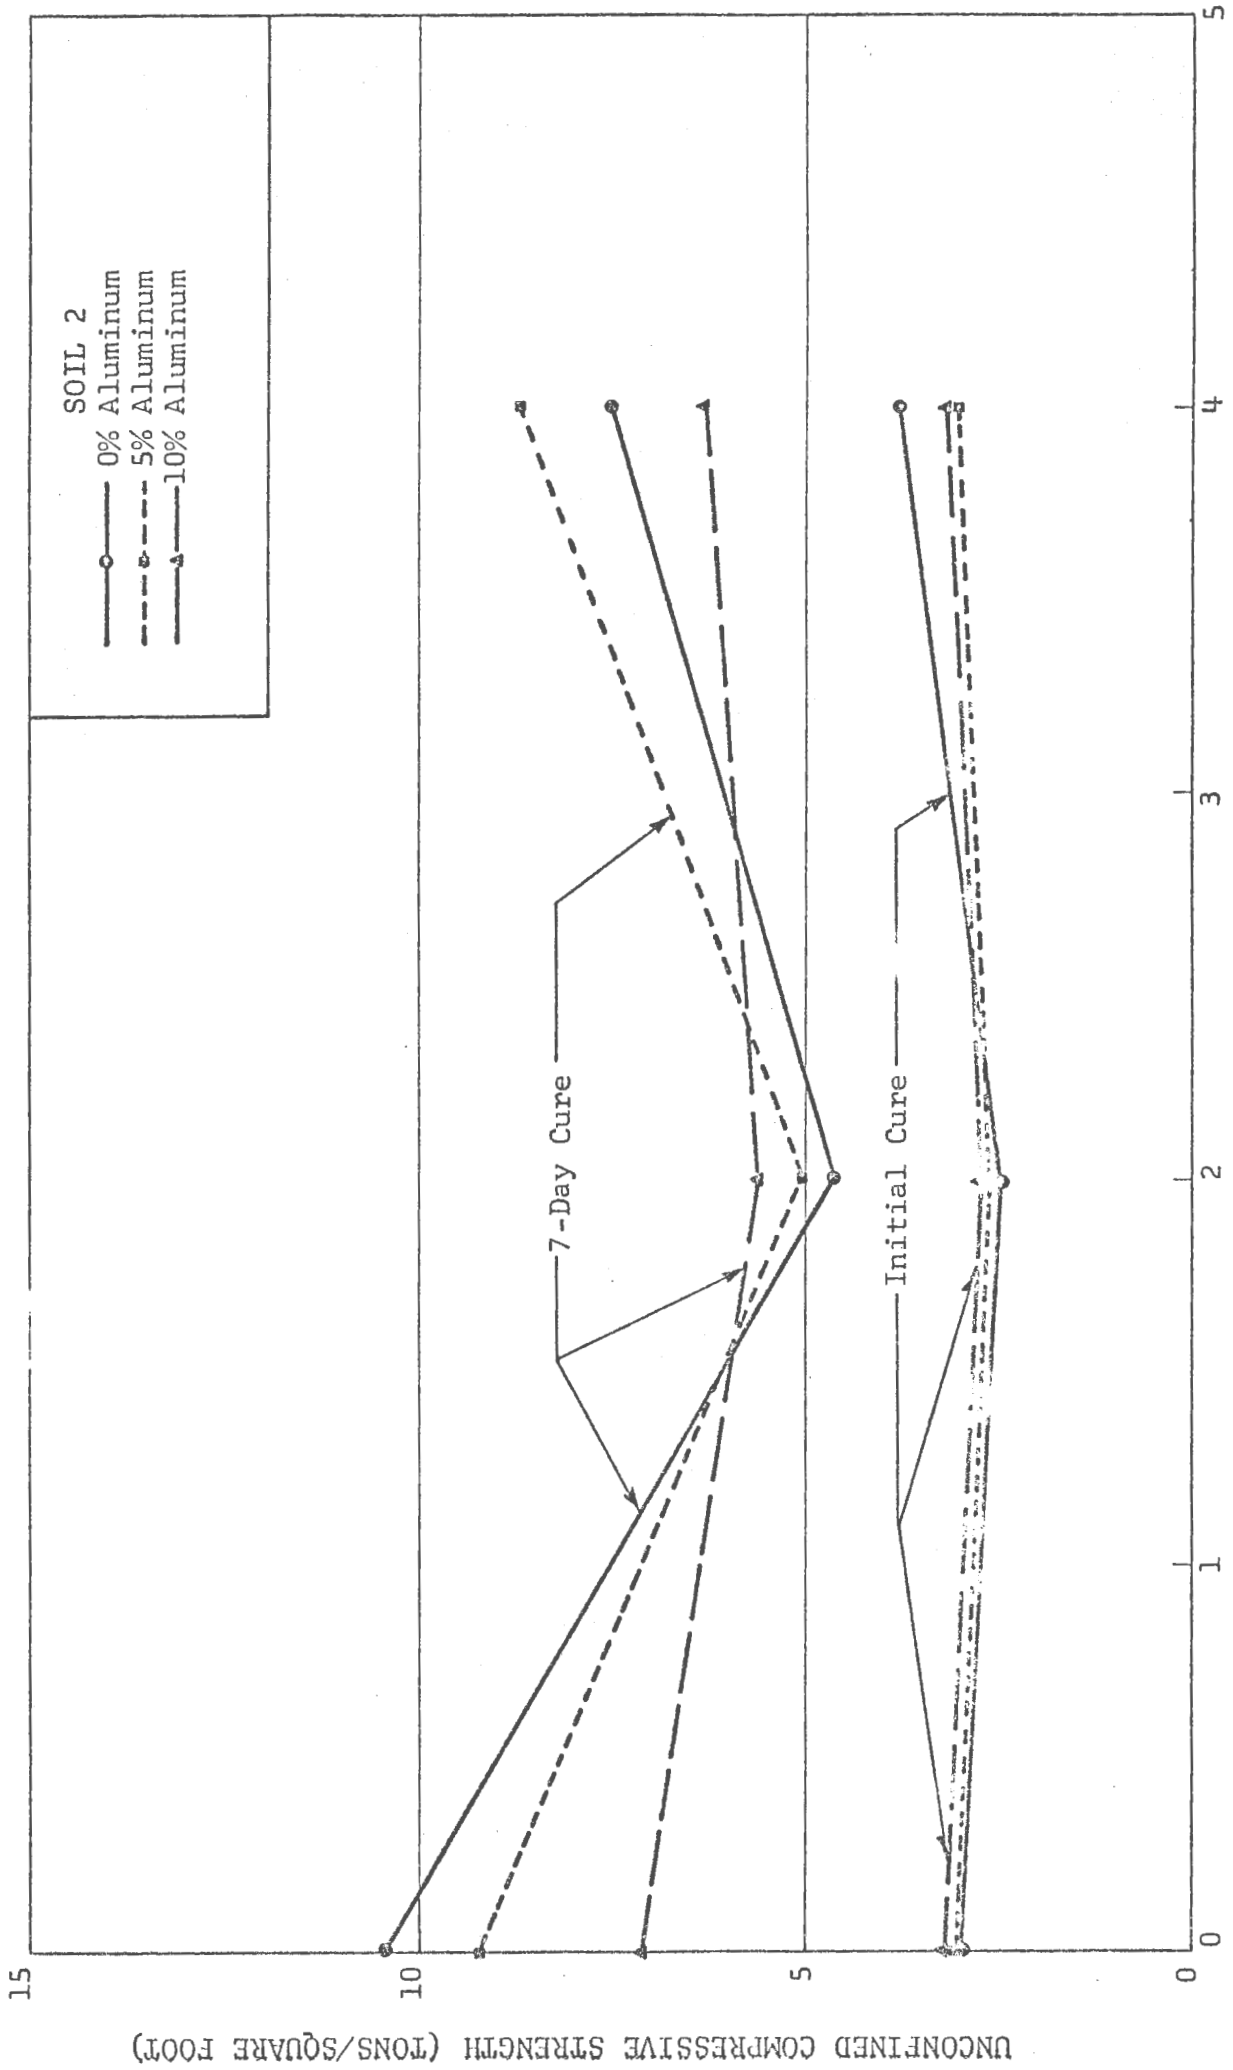 SOIL 2
0% Aluminum
5% Aluminum
10% Aluminum
15
10
5
0
UNCONFINED COMPRESSIVE STRENGTH (TONS/SQUARE FOOT)
7-Day Cure
Initial Cure
0
1
2
3
4
5